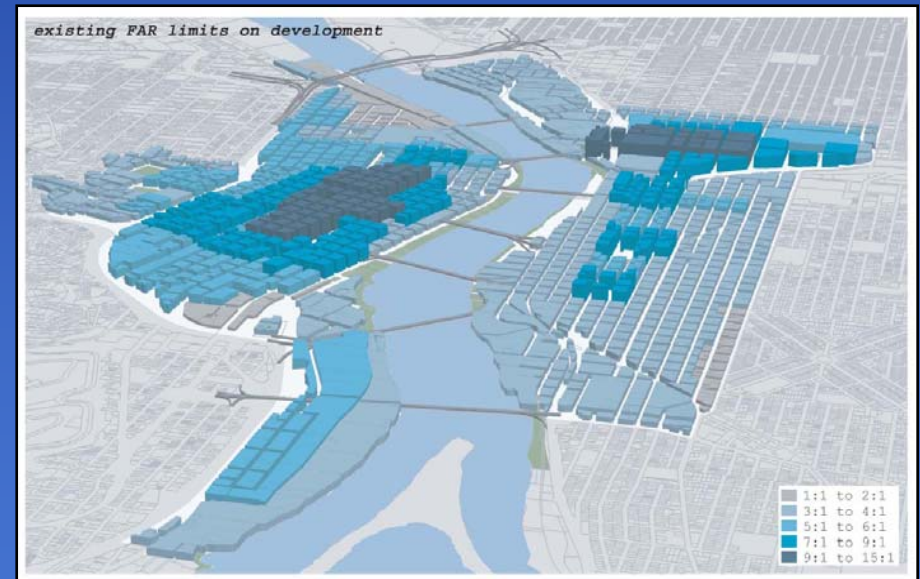 existing FAR limits on development
1:1 to 2:1
3:1 to 4:1
5:1 to 6:1
7:1 to 9:1
9:1 to 15:1